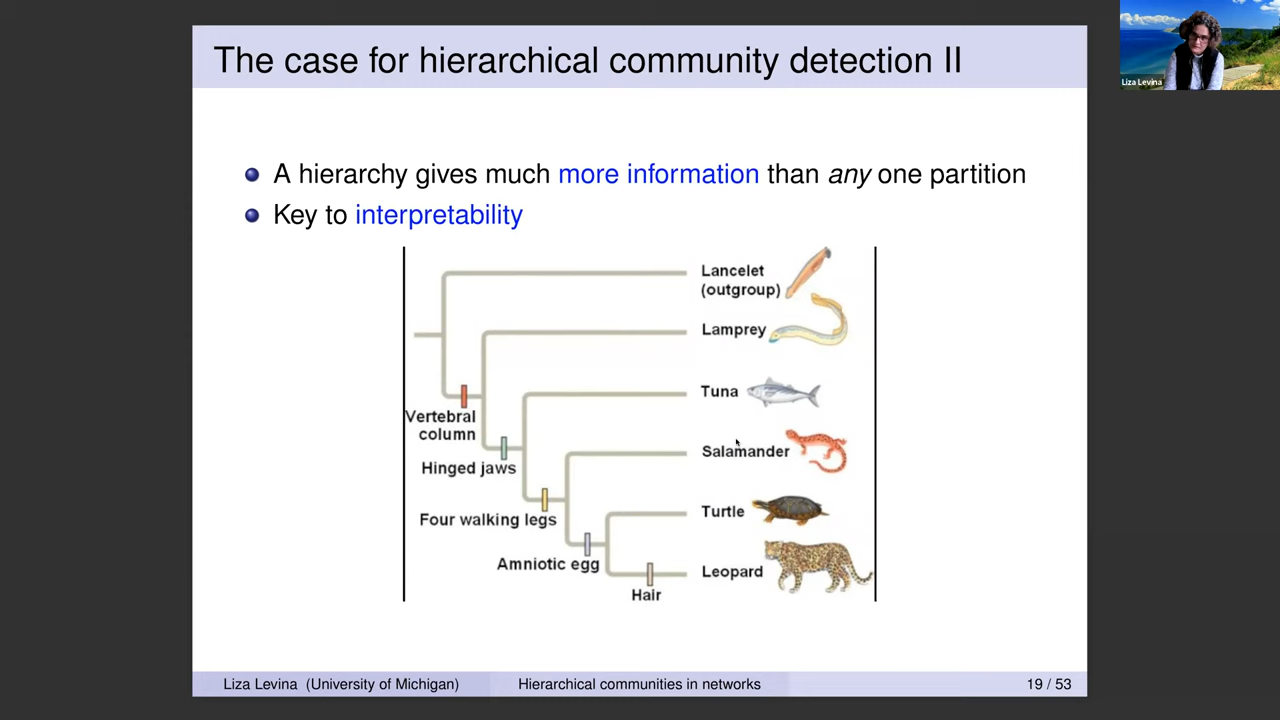 The case for hierarchical community detection II
Liza Levina
A hierarchy gives much more information than any one partition
Key to interpretability
Lancelet
(outgroup)
Lamprey
Tuna
Vertebral
column
Salamander
Hinged jaws
Turtle
Four walking legs
Amniotic egg
Leopard
Hair
Liza Levina (University of Michigan)
Hierarchical communities in networks
19 / 53